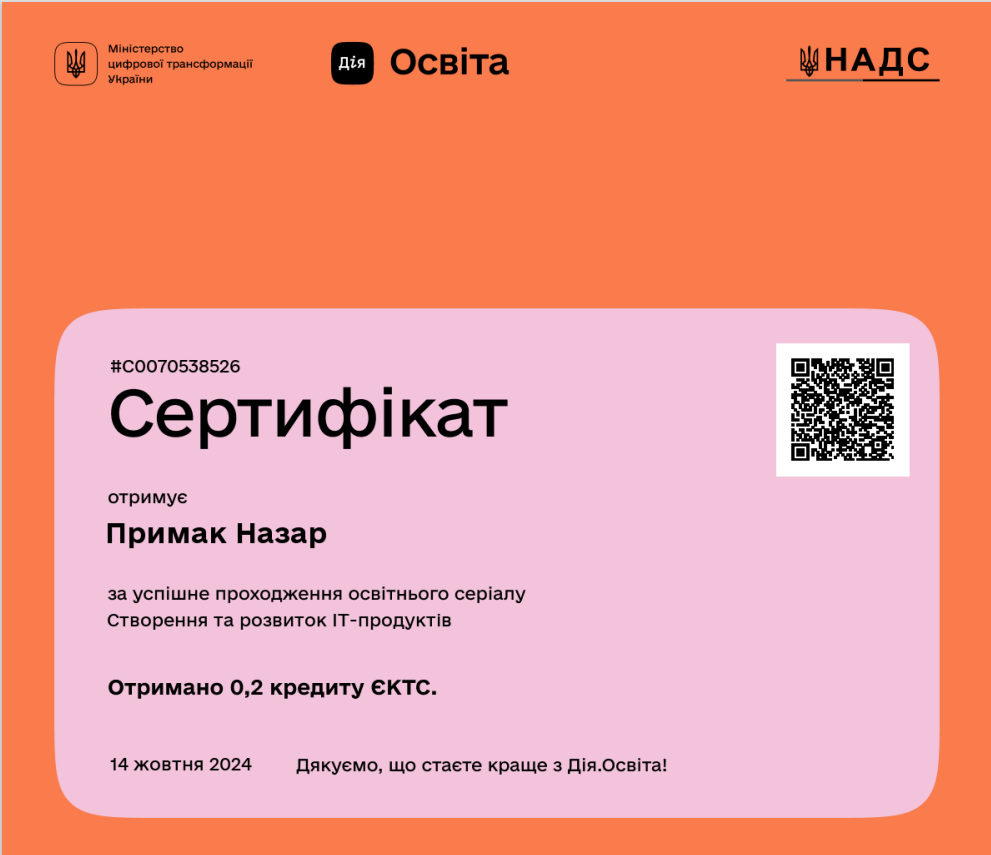 Міністерство
цифрової трансформації
України
Дія Освіта
НАДС
#C0070538526
Сертифікат
отримує
Примак Назар
за успішне проходження освітнього серіалу
Створення та розвиток ІТ-продуктів
Отримано 0,2 кредиту ЄКТС.
14 жовтня 2024
Дякуємо, що стаєте краще з Дія.Освіта!